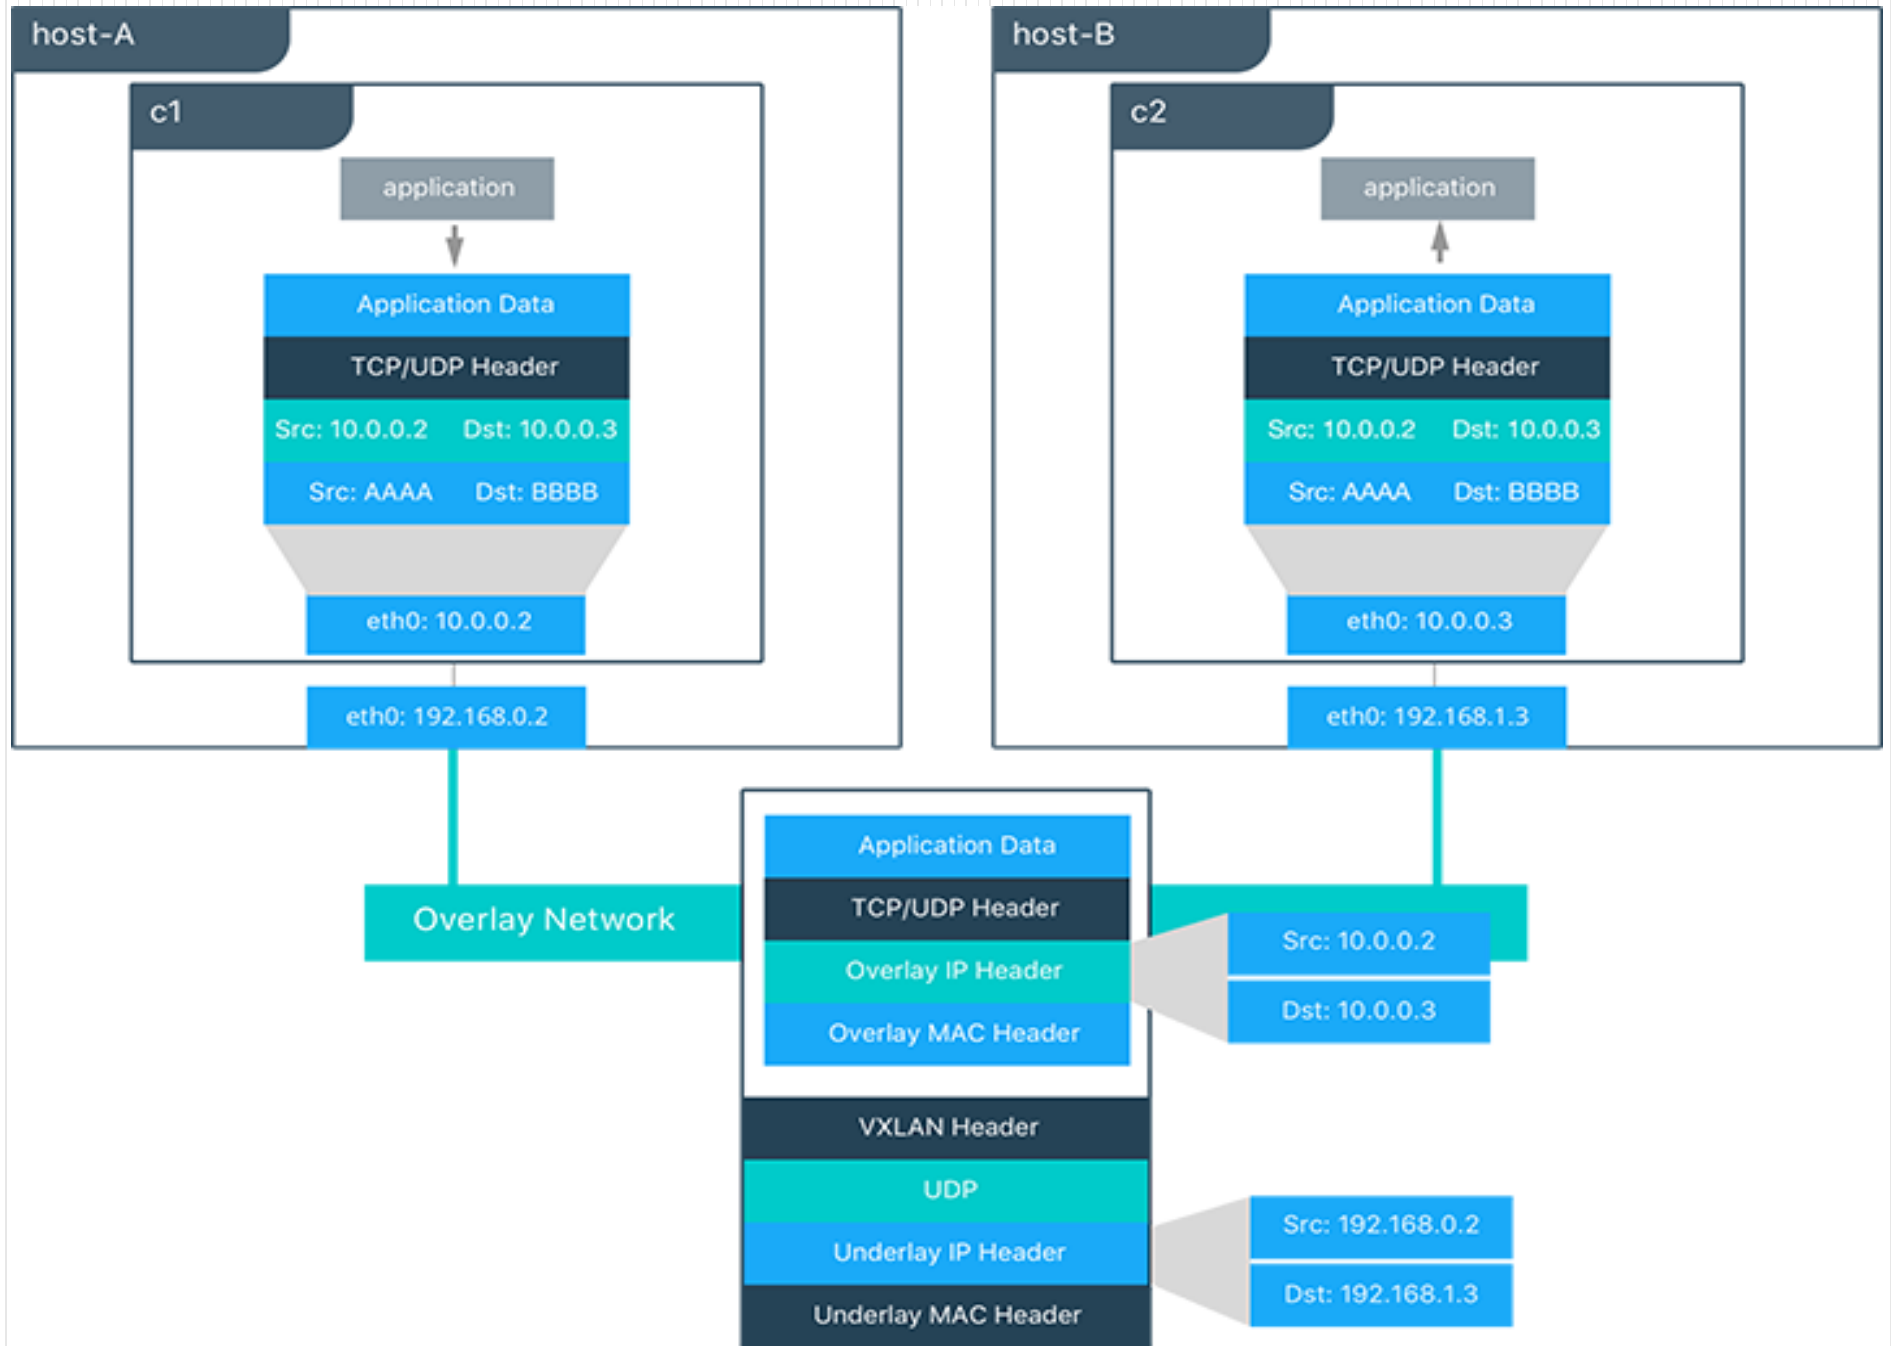 host-A
c1
application
Application Data
TCP/UDP Header
Src: 10.0.0.2 Dst: 10.0.0.3
Src: AAAA Dst: BBBB
eth0: 10.0.0.2
eth0: 192.168.0.2
host-B
c2
application
Application Data
TCP/UDP Header
Src: 10.0.0.2 Dst: 10.0.0.3
Src: AAAA Dst: BBBB
eth0: 10.0.0.3
eth0: 192.168.1.3
Overlay Network
Application Data
TCP/UDP Header
Overlay IP Header
Overlay MAC Header
Src: 10.0.0.2
Dst: 10.0.0.3
VXLAN Header
UDP
Underlay IP Header
Underlay MAC Header
Src: 192.168.0.2
Dst: 192.168.1.3